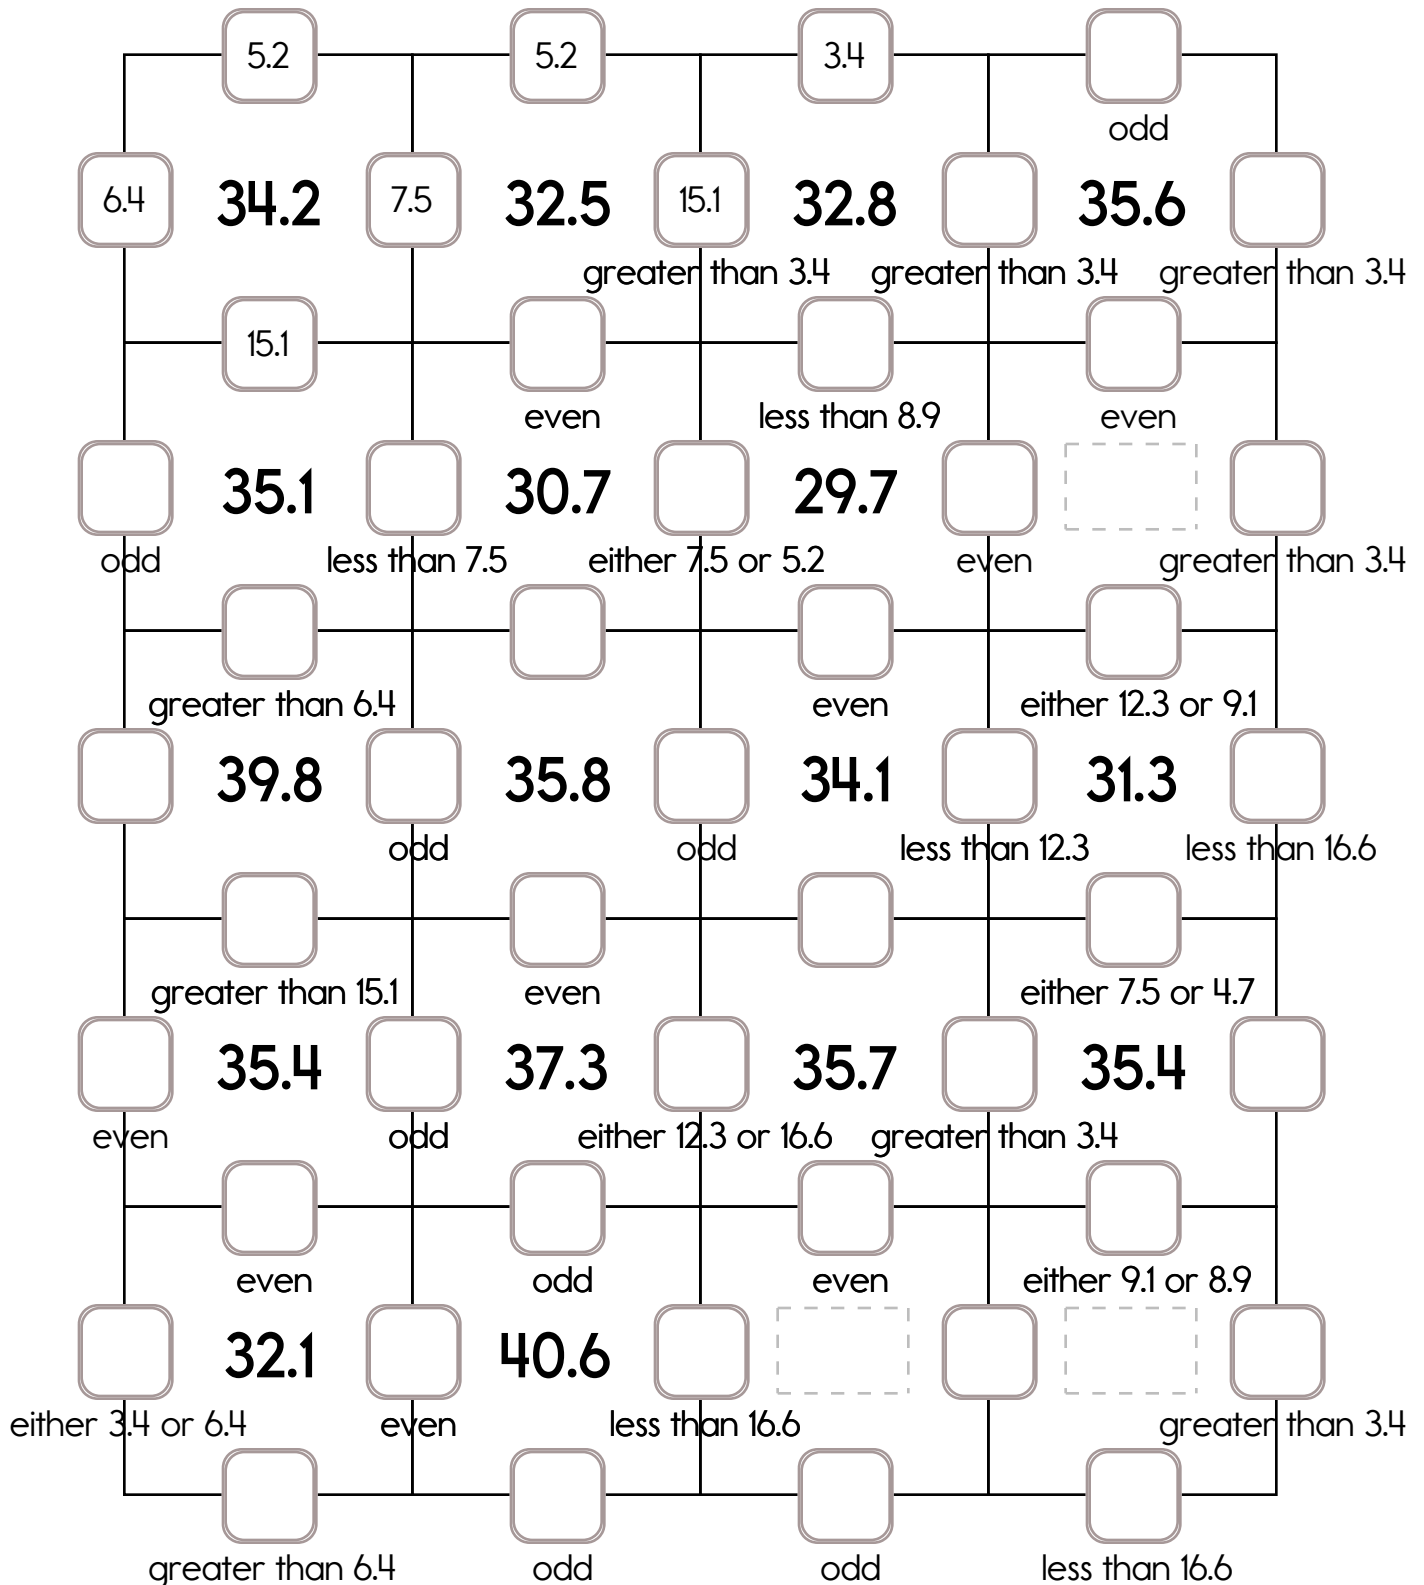 5.2 5.2 3.4
odd
6.4 34.2 7.5 32.5 15.1 32.8 35.6
greater than 3.4 greater than 3.4 greater than 3.4
15.1
even less than 8.9 even
35.1 30.7 29.7
odd less than 7.5 either 7.5 or 5.2 even greater than 3.4
greater than 6.4 even either 12.3 or 9.1
39.8 35.8 34.1 31.3
odd odd less than 12.3 less than 16.6
greater than 15.1 even either 7.5 or 4.7
35.4 37.3 35.7 35.4
even odd either 12.3 or 16.6 greater than 3.4
even odd even either 9.1 or 8.9
32.1 40.6
either 3.4 or 6.4 even less than 16.6 greater than 3.4
greater than 6.4 odd odd less than 16.6